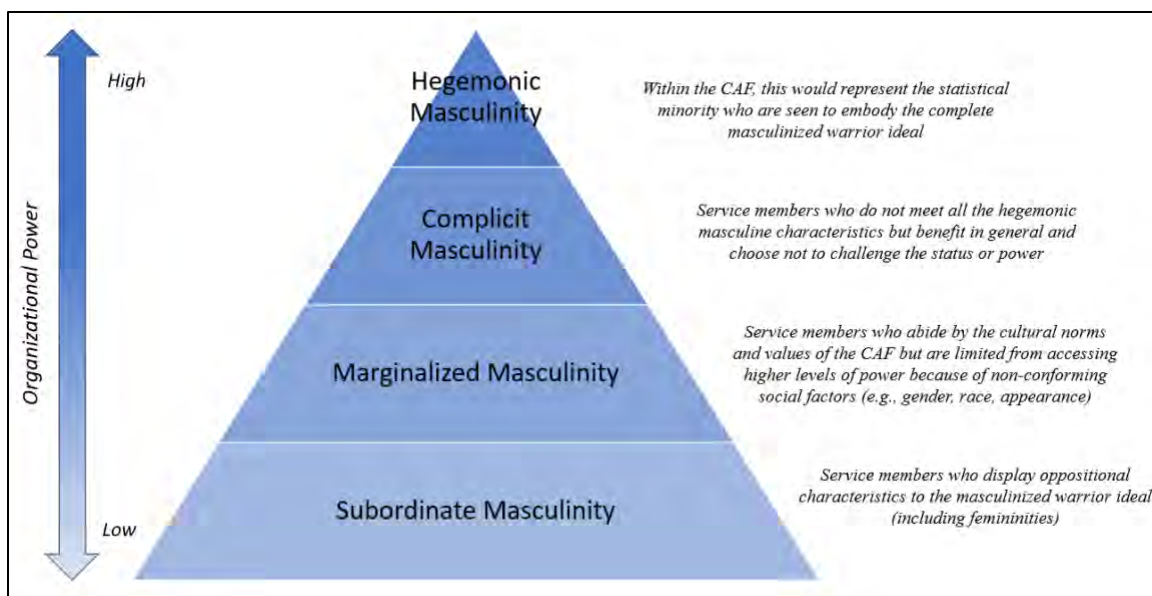 High
Organizational Power
Low
Hegemonic
Masculinity
Within the CAF, this would represent the statistical
minority who are seen to embody the complete
masculinized warrior ideal
Complicit
Masculinity
Service members who do not meet all the hegemonic
masculine characteristics but benefit in general and
choose not to challenge the status or power
Marginalized Masculinity
Service members who abide by the cultural norms
and values of the CAF but are limited from accessing
higher levels of power because of non-conforming
social factors (e.g., gender, race, appearance)
Subordinate Masculinity
Service members who display oppositional
characteristics to the masculinized warrior ideal
(including femininities)